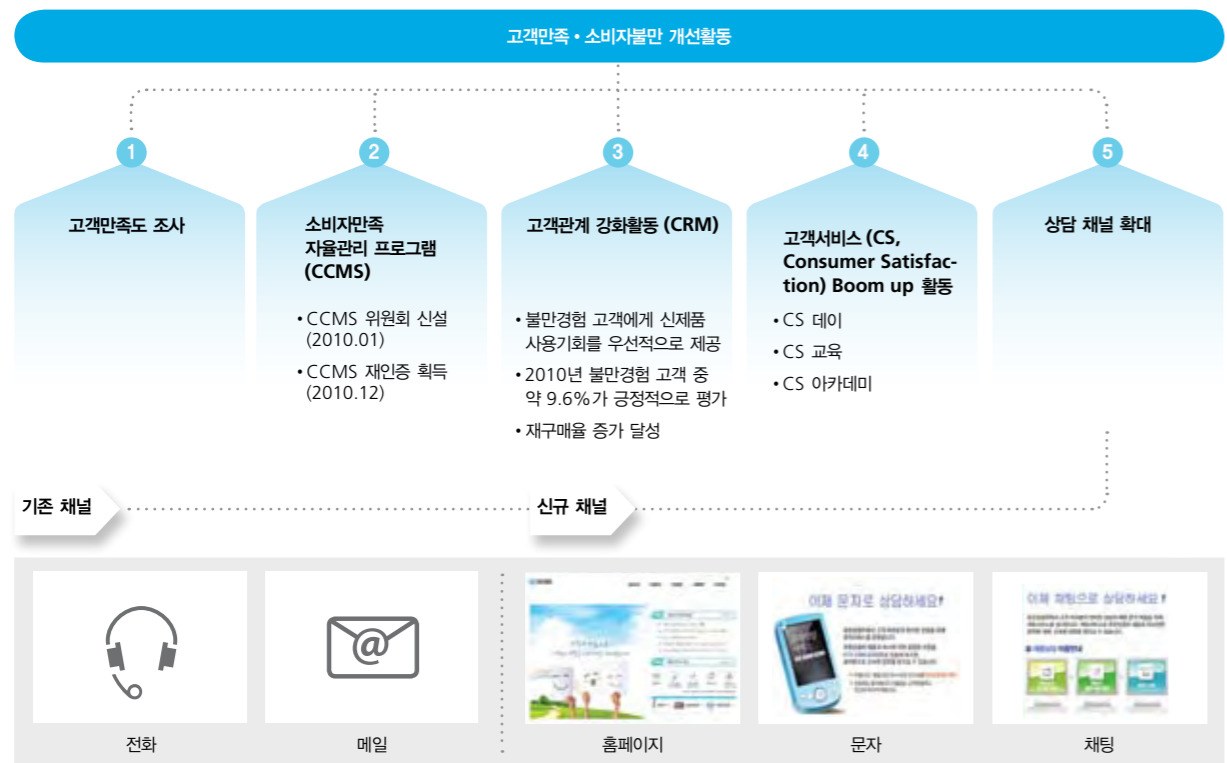 고객만족 • 소비자불만 개선활동
1
2
3
4
5
고객만족도 조사
소비자만족
자율관리 프로그램
(CCMS)
• CCMS 위원회 신설
(2010.01)
• CCMS 재인증 획득
(2010.12)
고객관계 강화활동 (CRM)
• 불만경험 고객에게 신제품
사용기회를 우선적으로 제공
• 2010년 불만경험 고객 중
약 9.6%가 긍정적으로 평가
• 재구매율 증가 달성
고객서비스 (CS,
Consumer Satisfac-
tion) Boom up 활동
• CS 데이
• CS 교육
• CS 아카데미
상담 채널 확대
기존 채널
신규 채널
@
이제 문자로 상담하세요!
이제 채팅으로 상담하세요!
전화
메일
홈페이지
문자
채팅